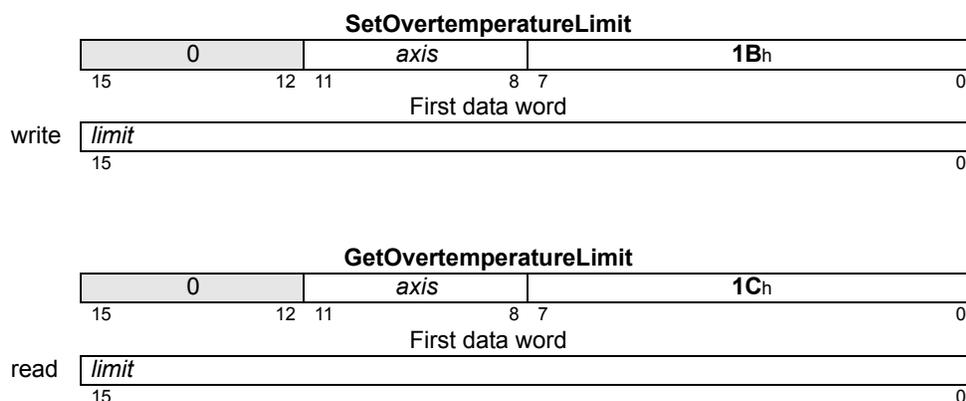 SetOvertemperatureLimit
0 axis 1Bh
15 12 11 8 7 0
First data word
write limit
15 0
GetOvertemperatureLimit
0 axis 1Ch
15 12 11 8 7 0
First data word
read limit
15 0